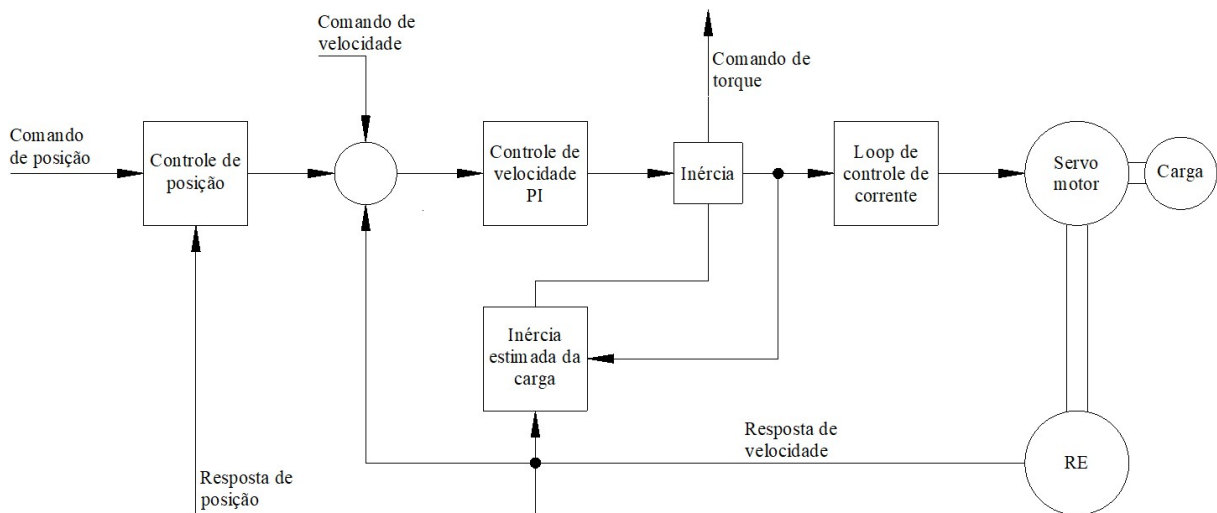 Comando de
velocidade
Comando de
torque
Comando
de posição
Controle de
posição
Controle de
velocidade
PI
Inércia
Loop de
controle de
corrente
Servo
motor
Carga
Inércia
estimada da
carga
Resposta de
velocidade
RE
Resposta de
posição